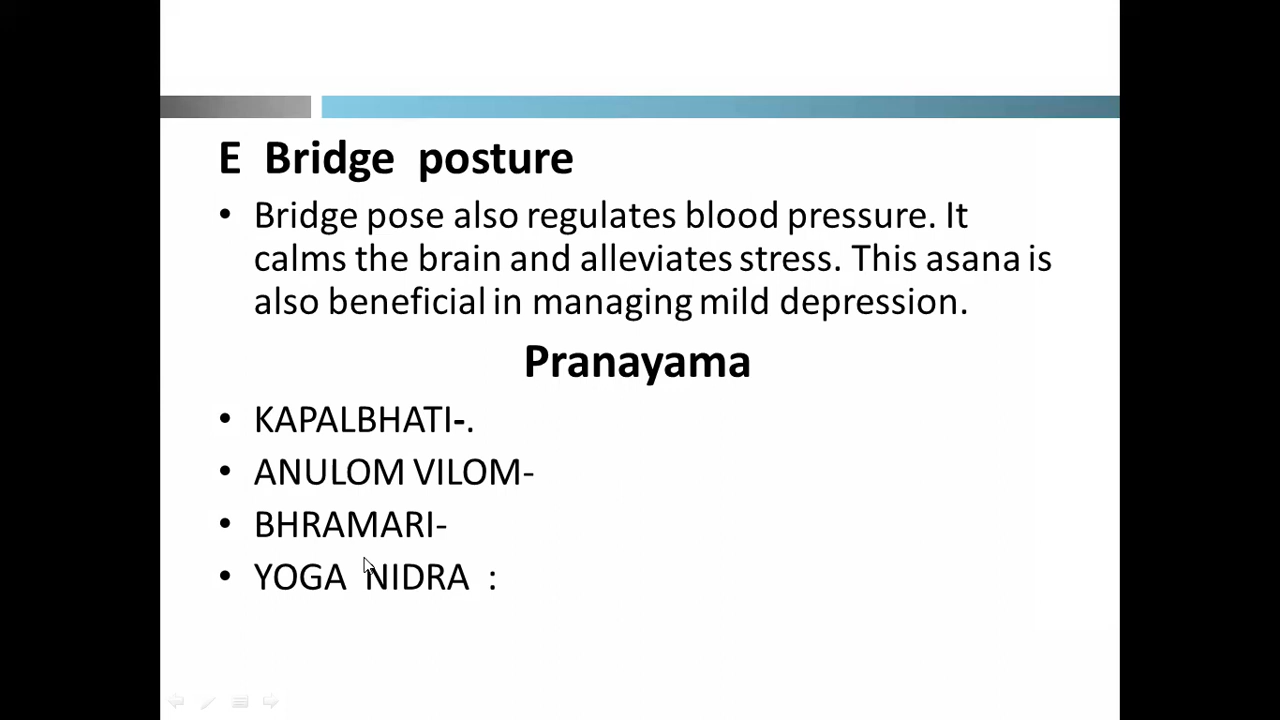 E Bridge posture
• Bridge pose also regulates blood pressure. It
calms the brain and alleviates stress. This asana is
also beneficial in managing mild depression.
Pranayama
• KAPALBHATI-.
• ANULOM VILOM-
• BHRAMARI-
• YOGA NIDRA :